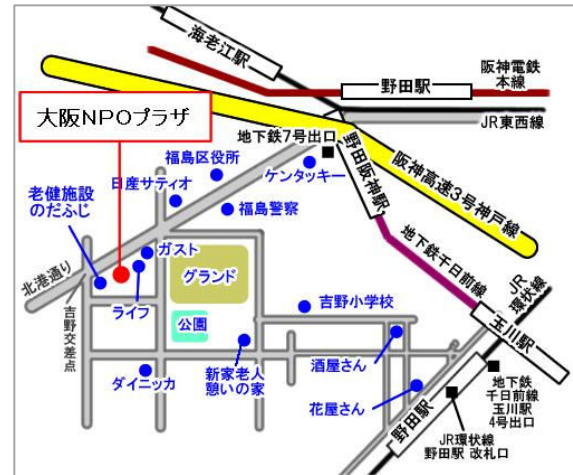 海老江駅
野田駅
阪神電鉄
本線
大阪NPOプラザ
JR東西線
地下鉄7号出口
野田阪神駅
阪神高速3号神戸線
福島区役所
ケンタッキー
日産サティオ
老健施設
のだふじ
福島警察
北港通り
ガスト
グランド
地下鉄千日前線
JR
環状線
吉野交差点
ライフ
公園
吉野小学校
玉川駅
酒屋さん
ダイニッカ
新家老人
憩いの家
花屋さん
野田駅
地下鉄
千日前線
玉川駅
4号出口
JR環状線
野田駅 改札口